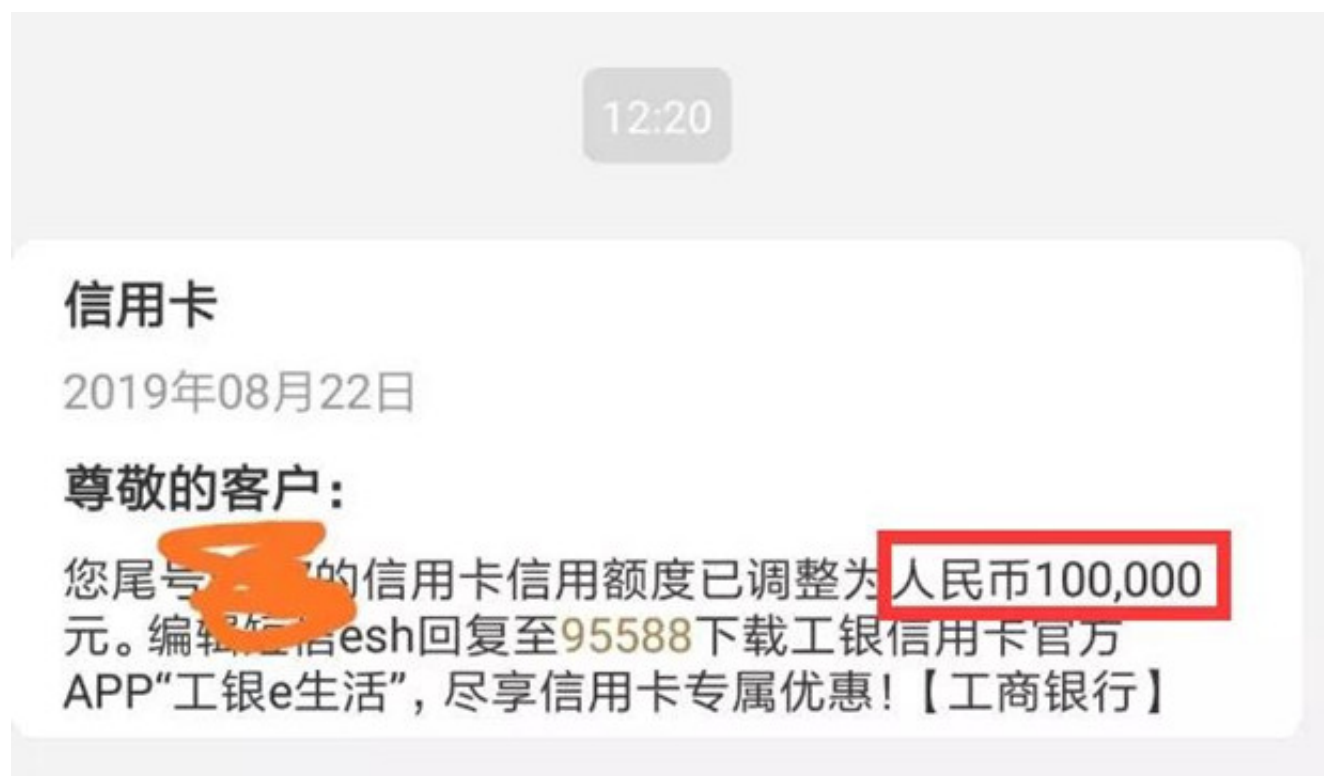 12:20
信用卡
2019年08月22日
尊敬的客户：
您尾号的信用卡信用额度已调整为人民币100,000
元。编辑短信esh回复至95588下载工银信用卡官方
APP“工银e生活”，尽享信用卡专属优惠！【工商银行】